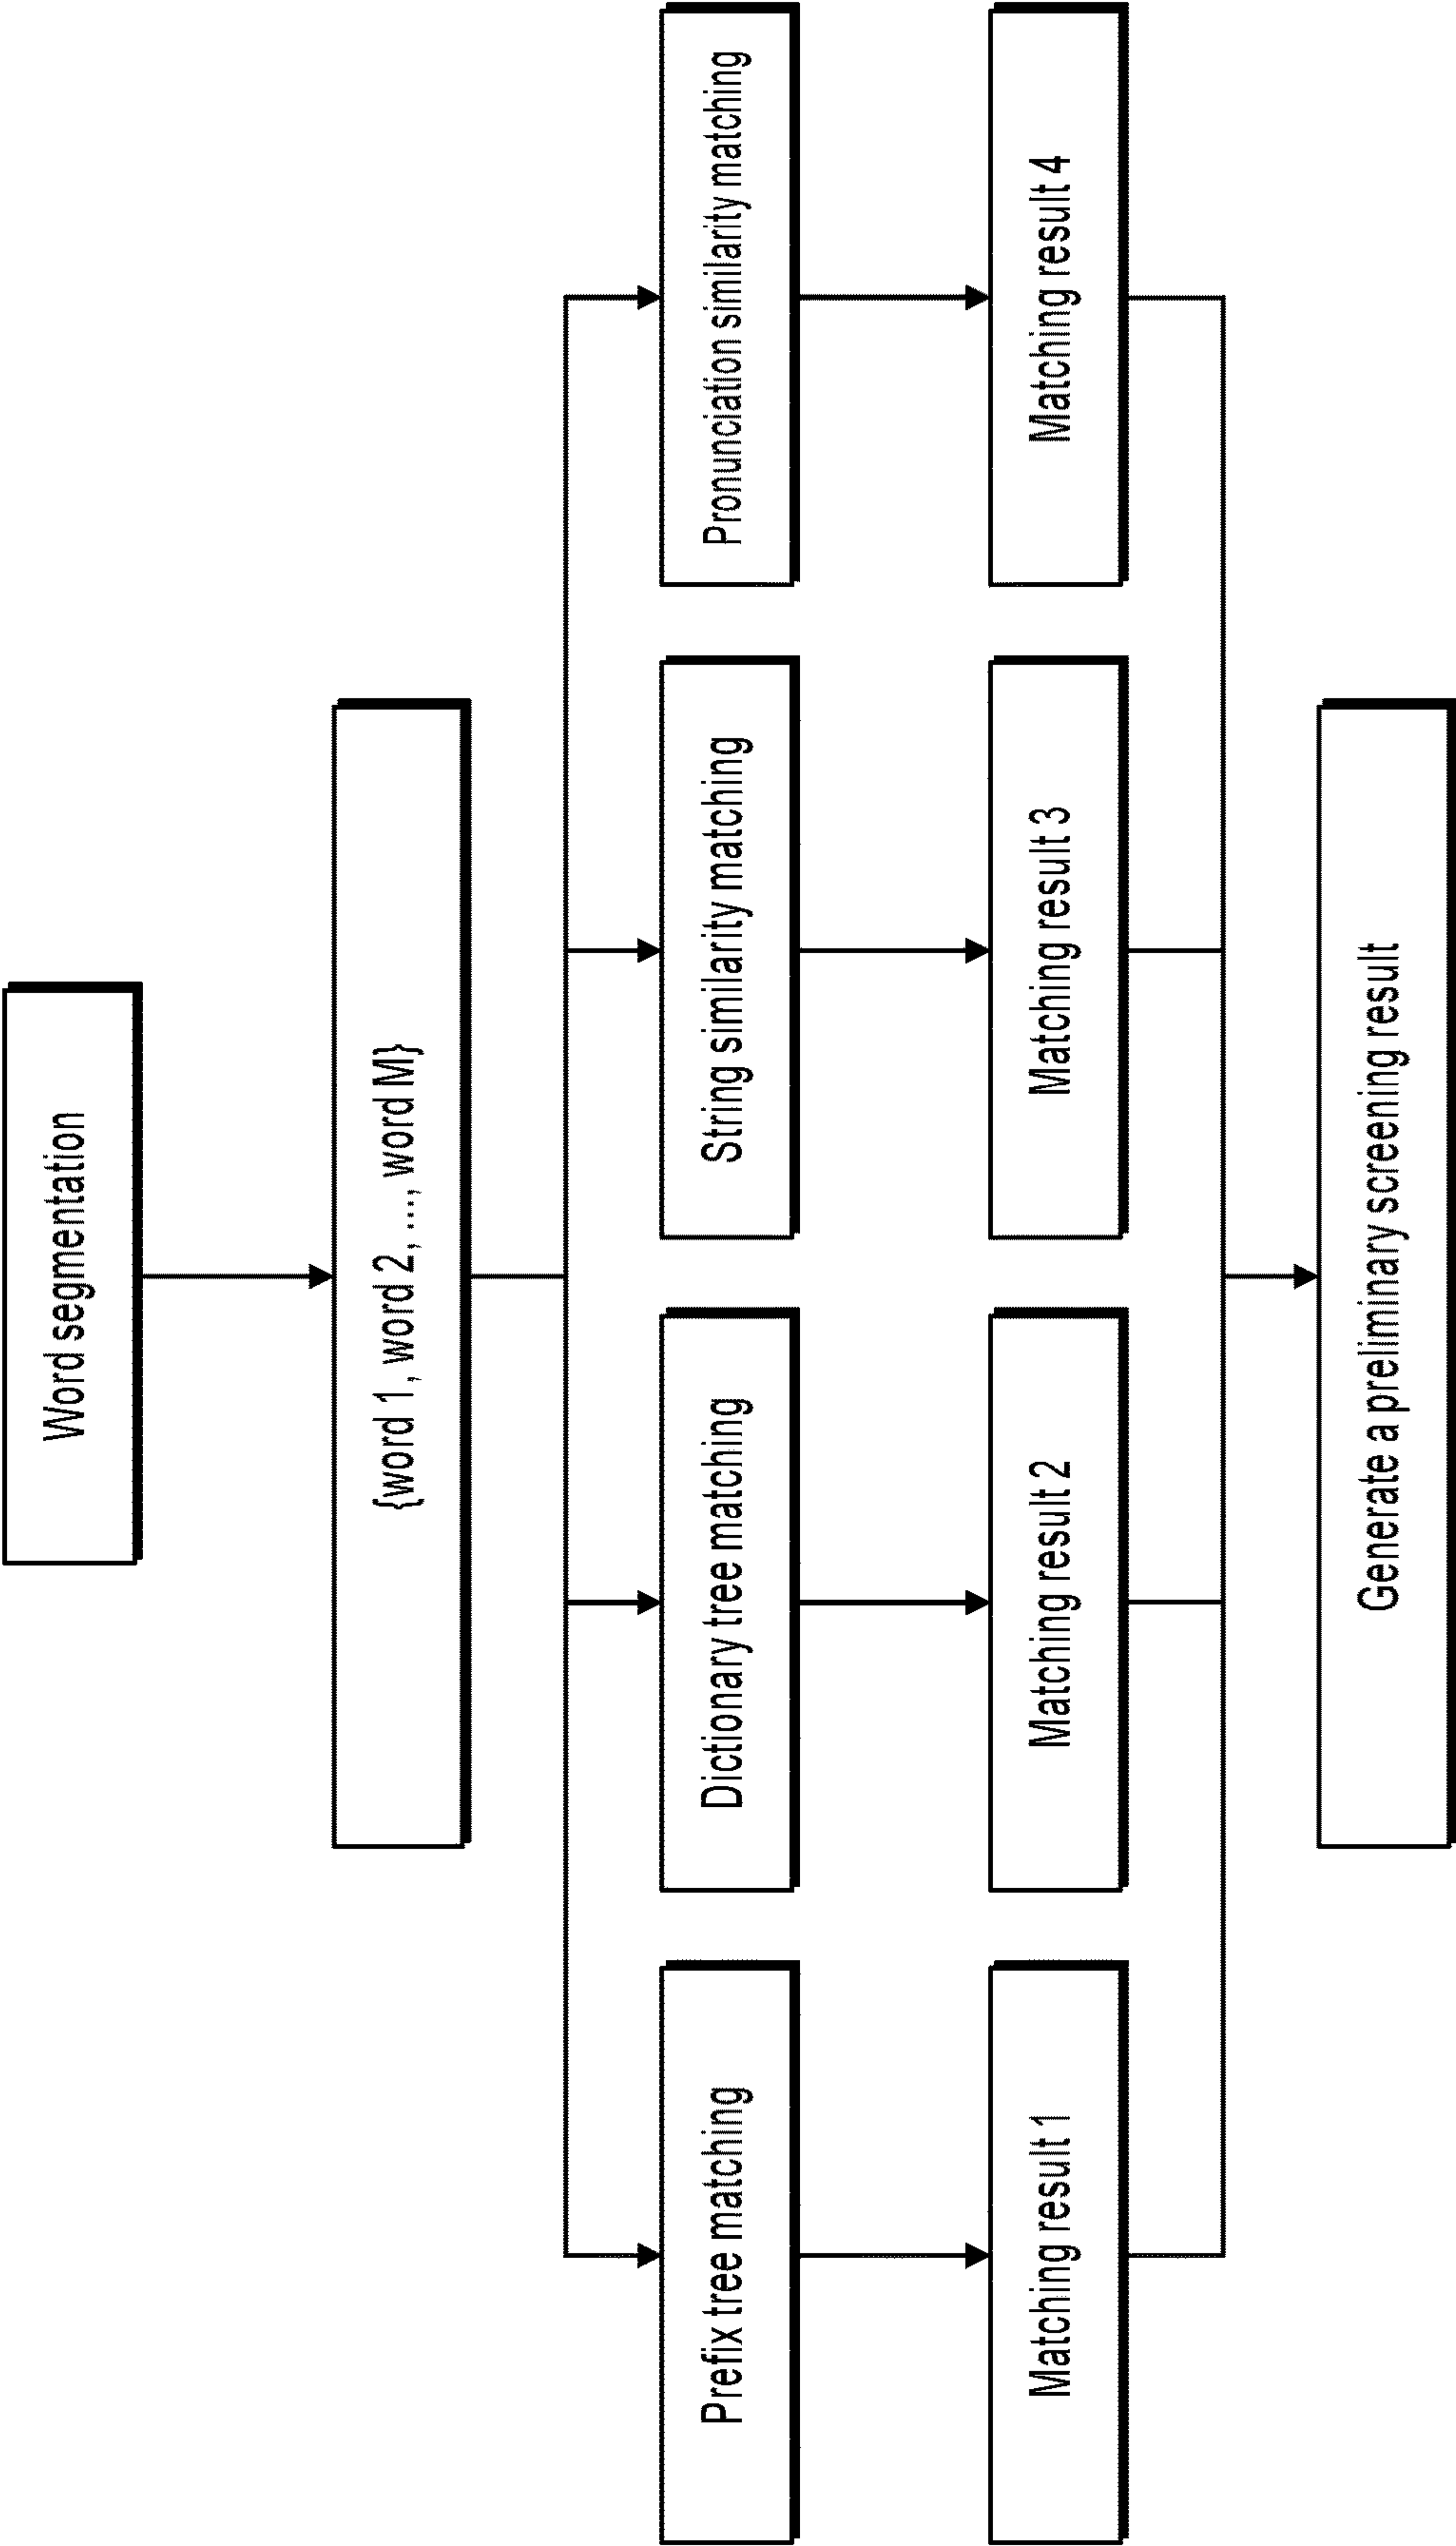 Word segmentation
{word 1, word 2, ..., word M}
Prefix tree matching
Dictionary tree matching
String similarity matching
Pronunciation similarity matching
Matching result 1
Matching result 2
Matching result 3
Matching result 4
Generate a preliminary screening result